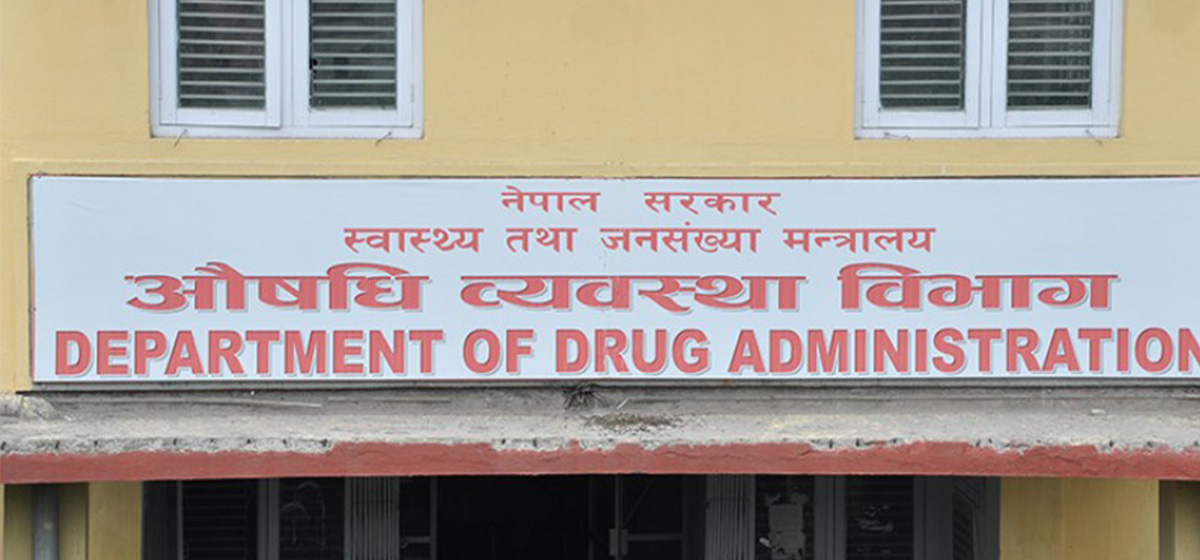 नेपाल सरकार
स्वास्थ्य तथा जनसंख्या मन्त्रालय
औषधि व्यवस्था विभाग
DEPARTMENT OF DRUG ADMINISTRATION